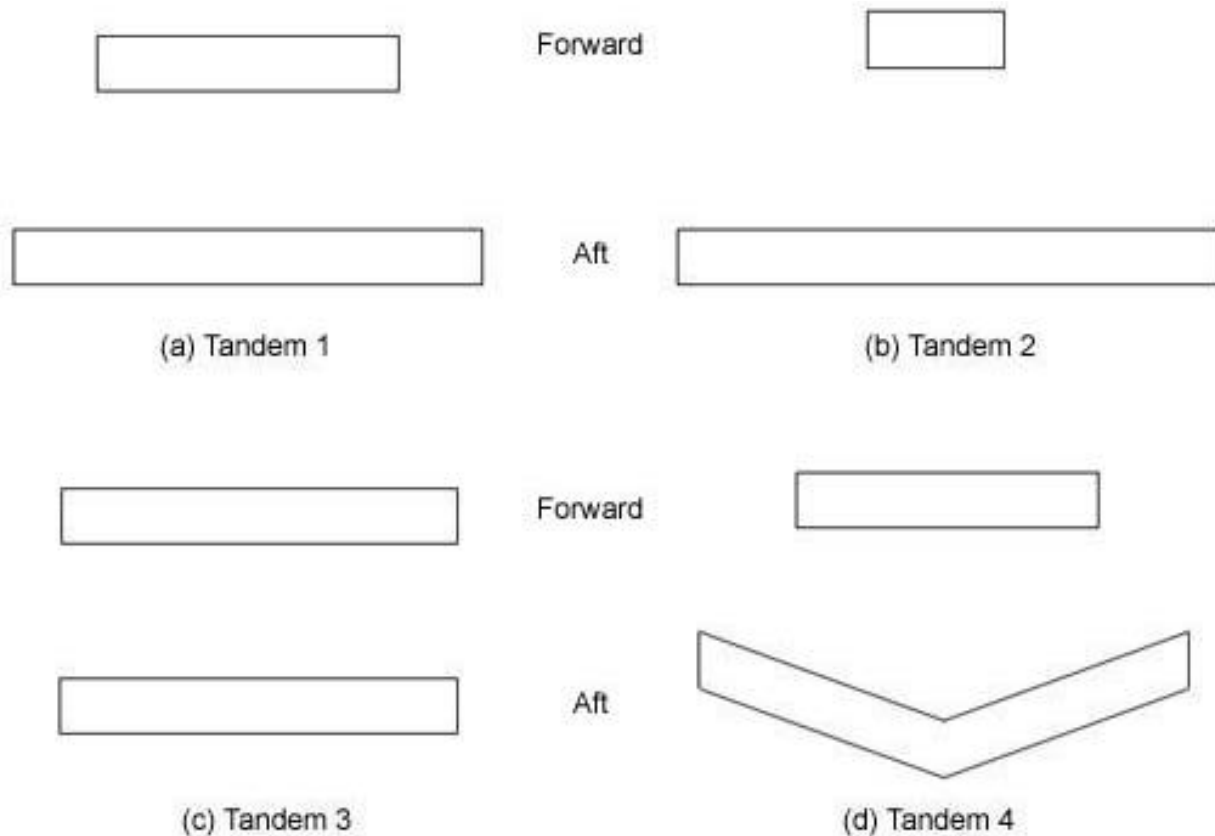 Forward
Aft
(a) Tandem 1
(b) Tandem 2
Forward
Aft
(c) Tandem 3
(d) Tandem 4